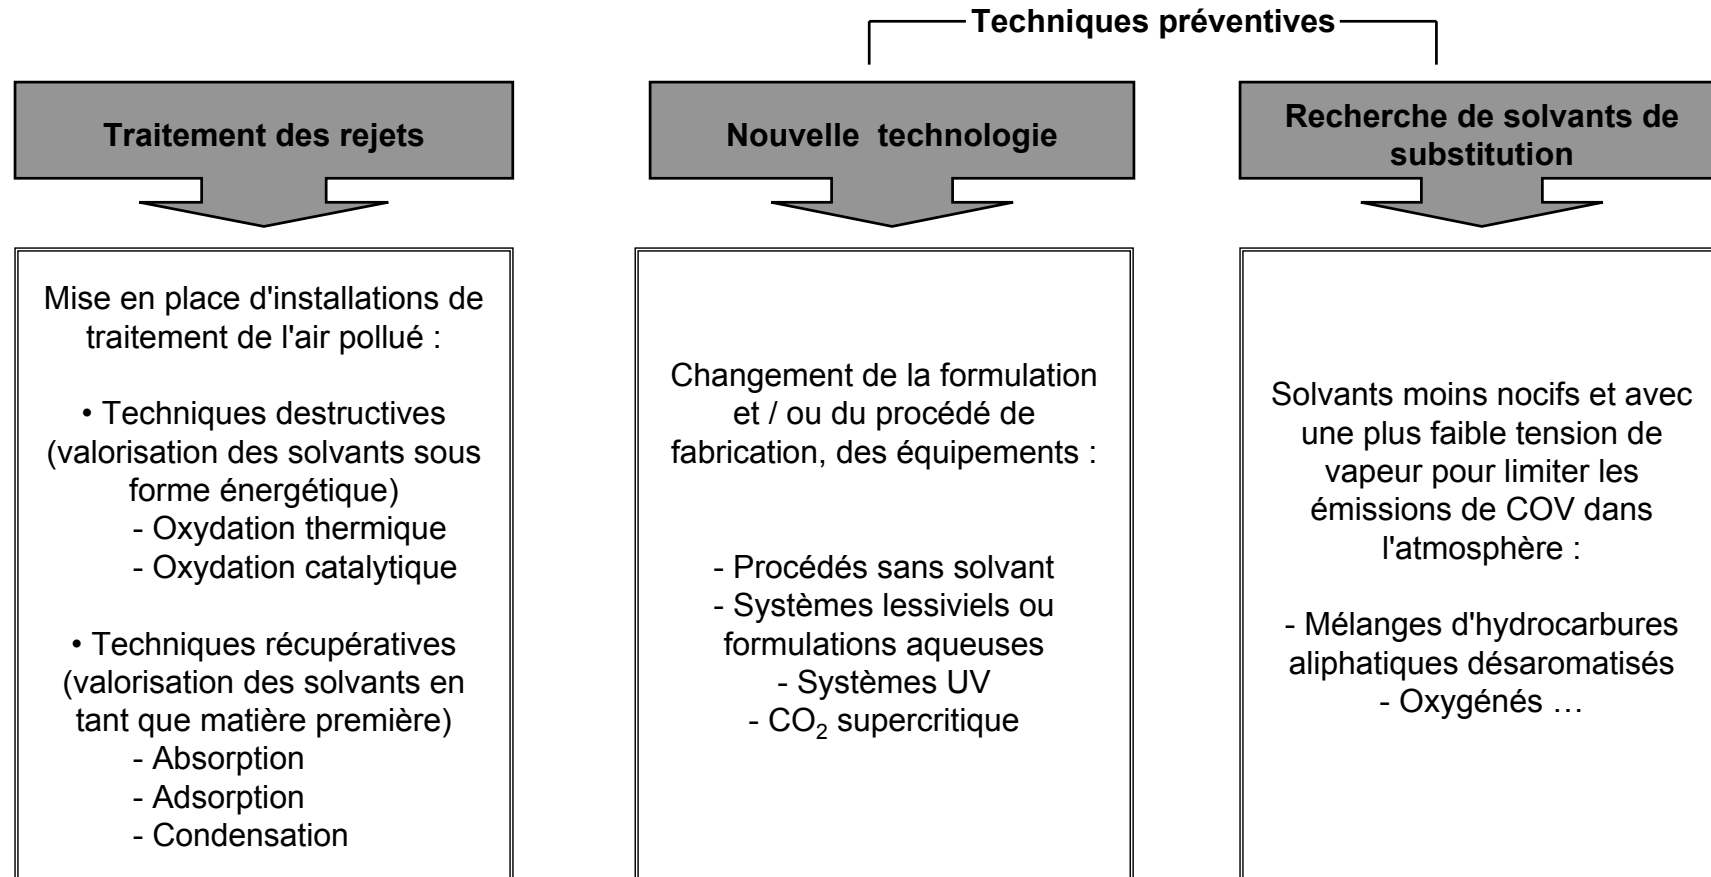 Techniques préventives
Traitement des rejets
Mise en place d'installations de
traitement de l'air pollué :
• Techniques destructives
(valorisation des solvants sous
forme énergétique)
- Oxydation thermique
- Oxydation catalytique
• Techniques récupératives
(valorisation des solvants en
tant que matière première)
- Absorption
- Adsorption
- Condensation
Nouvelle technologie
Changement de la formulation
et / ou du procédé de
fabrication, des équipements :
- Procédés sans solvant
- Systèmes lessiviels ou
formulations aqueuses
- Systèmes UV
- CO₂ supercritique
Recherche de solvants de
substitution
Solvants moins nocifs et avec
une plus faible tension de
vapeur pour limiter les
émissions de COV dans
l'atmosphère :
- Mélanges d'hydrocarbures
aliphatiques désaromatisés
- Oxygénés …